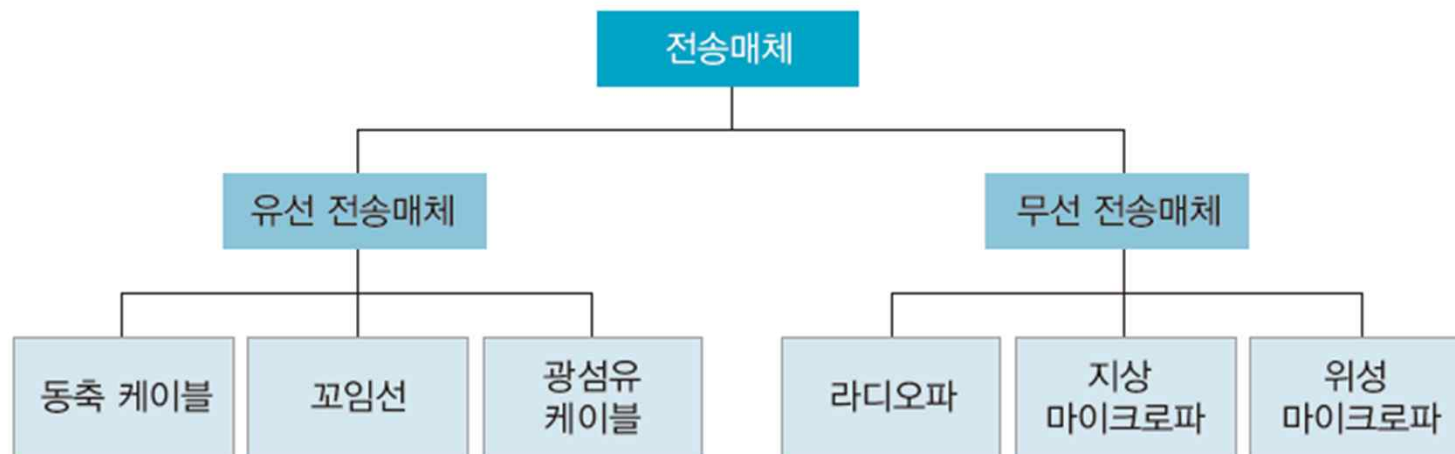 전송매체
유선 전송매체
무선 전송매체
동축 케이블
꼬임선
광섬유
케이블
라디오파
지상
마이크로파
위성
마이크로파